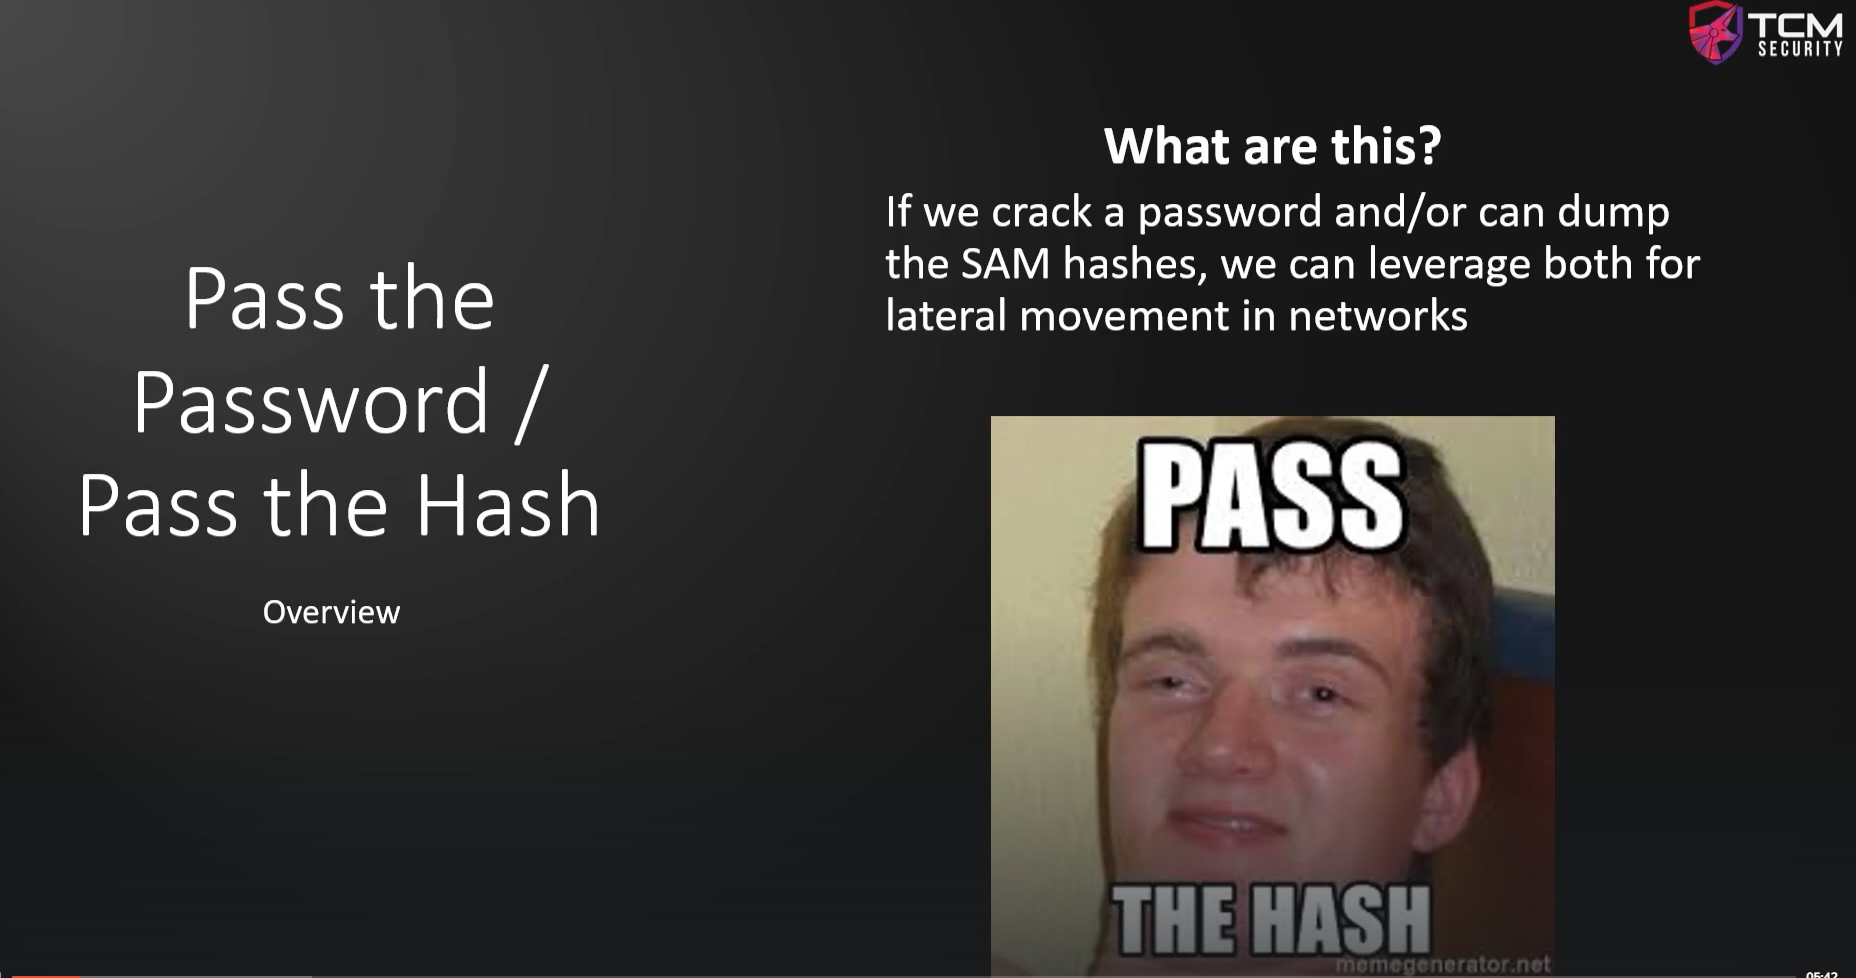 TCM
SECURITY
What are this?
If we crack a password and/or can dump
the SAM hashes, we can leverage both for
lateral movement in networks
Pass the
Password /
Pass the Hash
Overview
PASS
THE HASH
memegenerator.net
05:42